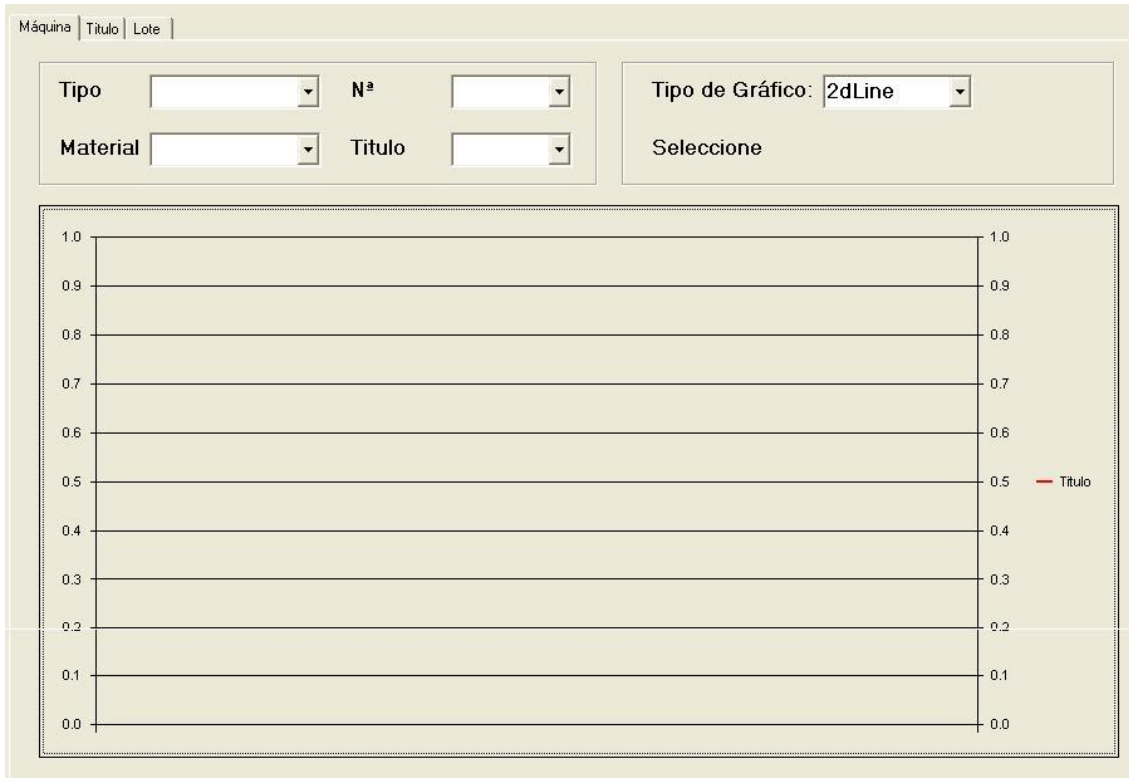 Máquina Titulo Lote
Tipo Nª Tipo de Gráfico: 2dLine
Material Titulo Seleccione
1.0 1.0
0.9 0.9
0.8 0.8
0.7 0.7
0.6 0.6
0.5 0.5 Titulo
0.4 0.4
0.3 0.3
0.2 0.2
0.1 0.1
0.0 0.0